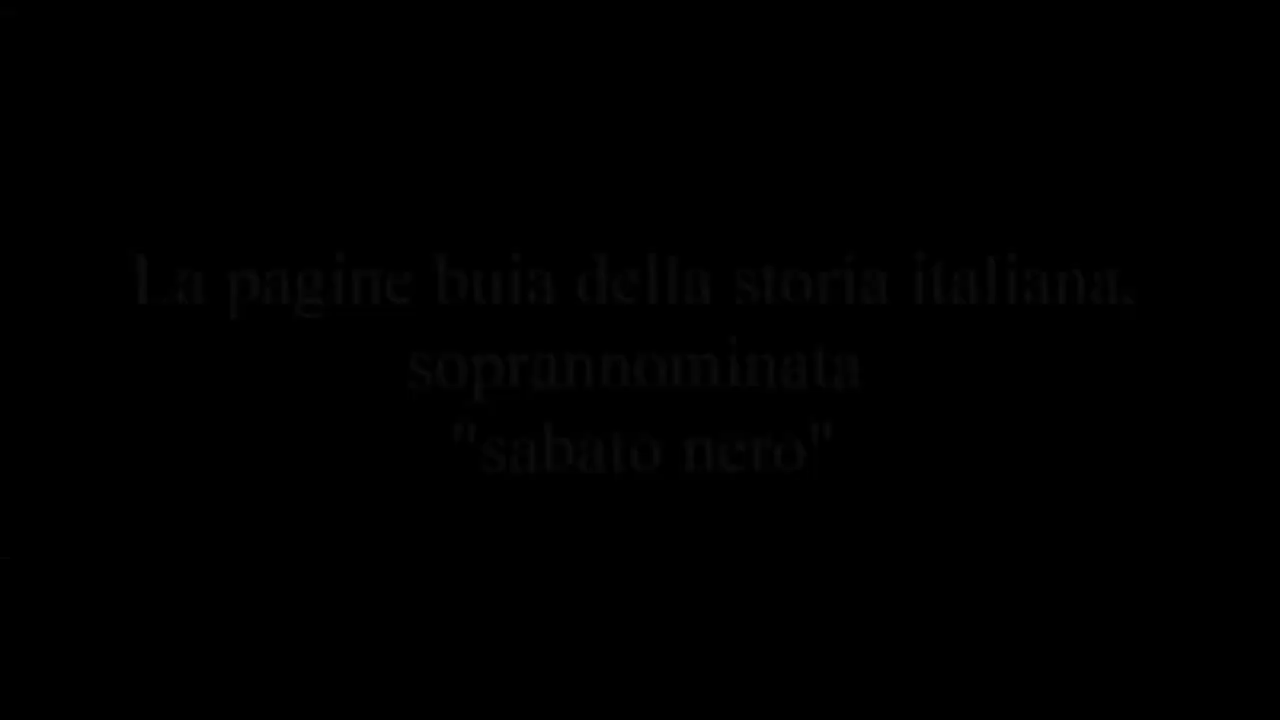 La pagine buia della storia italiana,
soprannominata
"sabato nero"